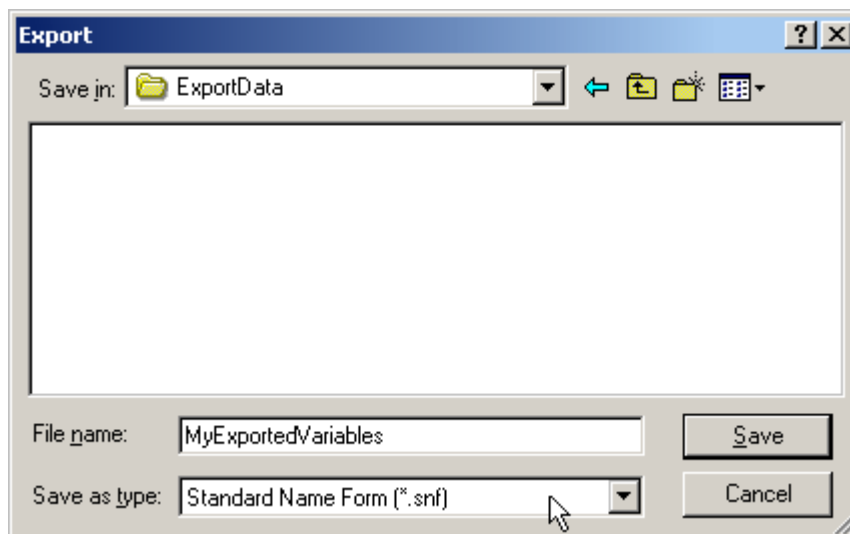 Export
Save in: ExportData
File name: MyExportedVariables Save
Save as type: Standard Name Form (*.snf) Cancel